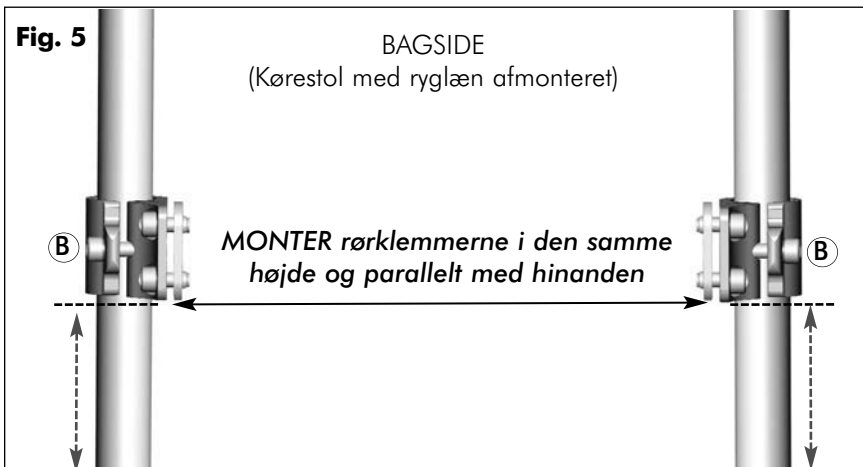 Fig. 5
BAGSIDE
(Kørestol med ryglæn afmonteret)
B
MONTER rørklemmerne i den samme
højde og parallelt med hinanden
B